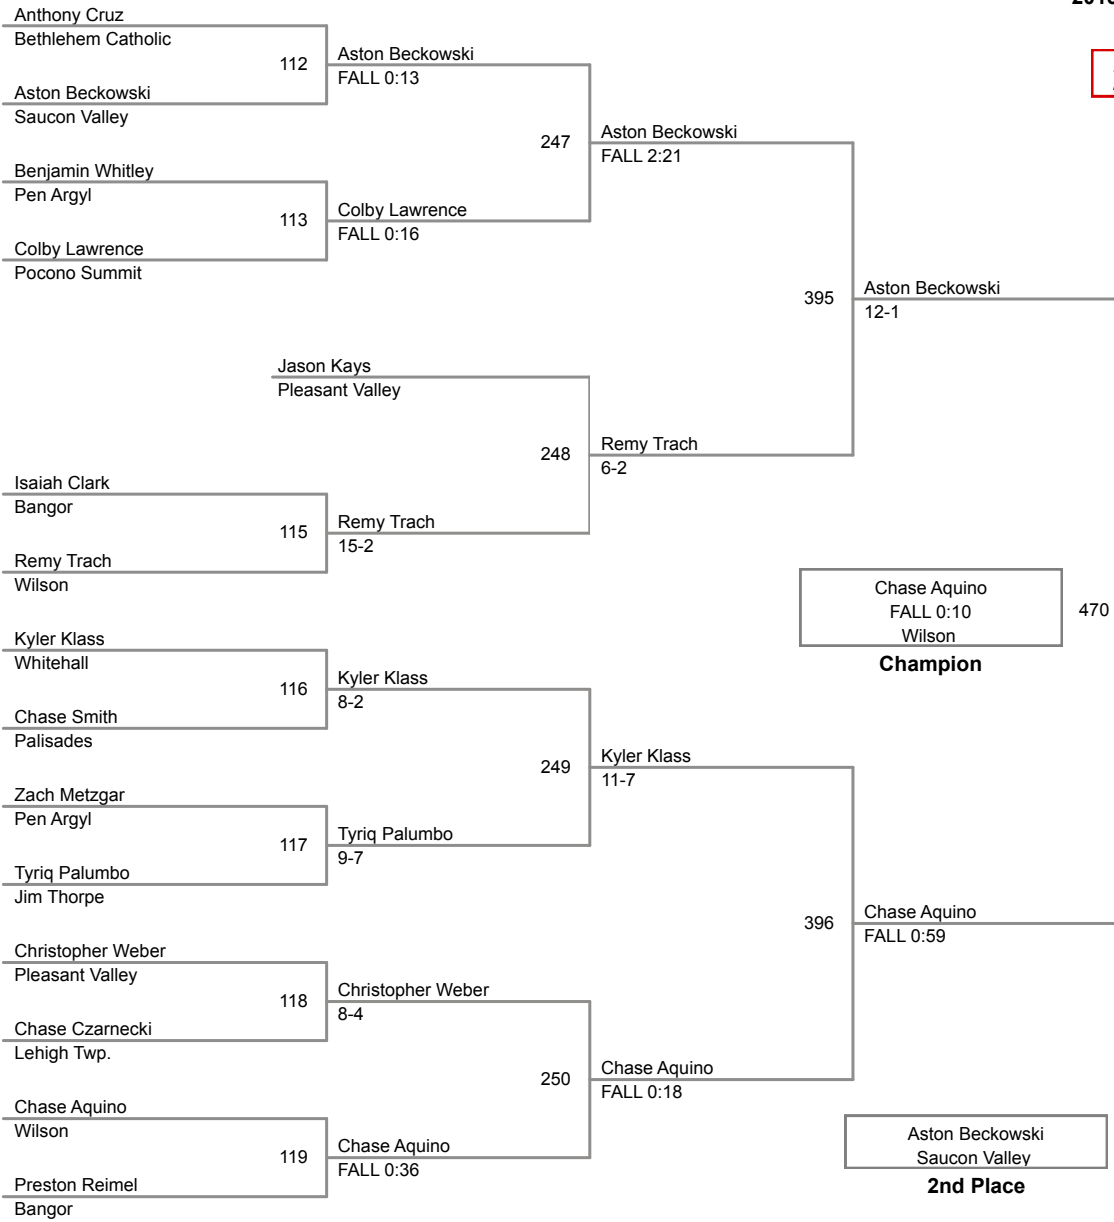 Anthony Cruz
Bethlehem Catholic
112
Aston Beckowski
FALL 0:13
Aston Beckowski
Saucon Valley
247
Aston Beckowski
FALL 2:21
Benjamin Whitley
Pen Argyl
113
Colby Lawrence
FALL 0:16
Colby Lawrence
Pocono Summit
395
Aston Beckowski
12-1
Jason Kays
Pleasant Valley
248
Remy Trach
6-2
Isaiah Clark
Bangor
115
Remy Trach
15-2
Remy Trach
Wilson
Chase Aquino
FALL 0:10
Wilson
470
Champion
Kyler Klass
Whitehall
116
Kyler Klass
8-2
Chase Smith
Palisades
249
Kyler Klass
11-7
Zach Metzgar
Pen Argyl
117
Tyriq Palumbo
9-7
Tyriq Palumbo
Jim Thorpe
396
Chase Aquino
FALL 0:59
Christopher Weber
Pleasant Valley
118
Christopher Weber
8-4
Chase Czarnecki
Lehigh Twp.
250
Chase Aquino
FALL 0:18
Chase Aquino
Wilson
119
Chase Aquino
FALL 0:36
Preston Reimel
Bangor
Aston Beckowski
Saucon Valley
2nd Place